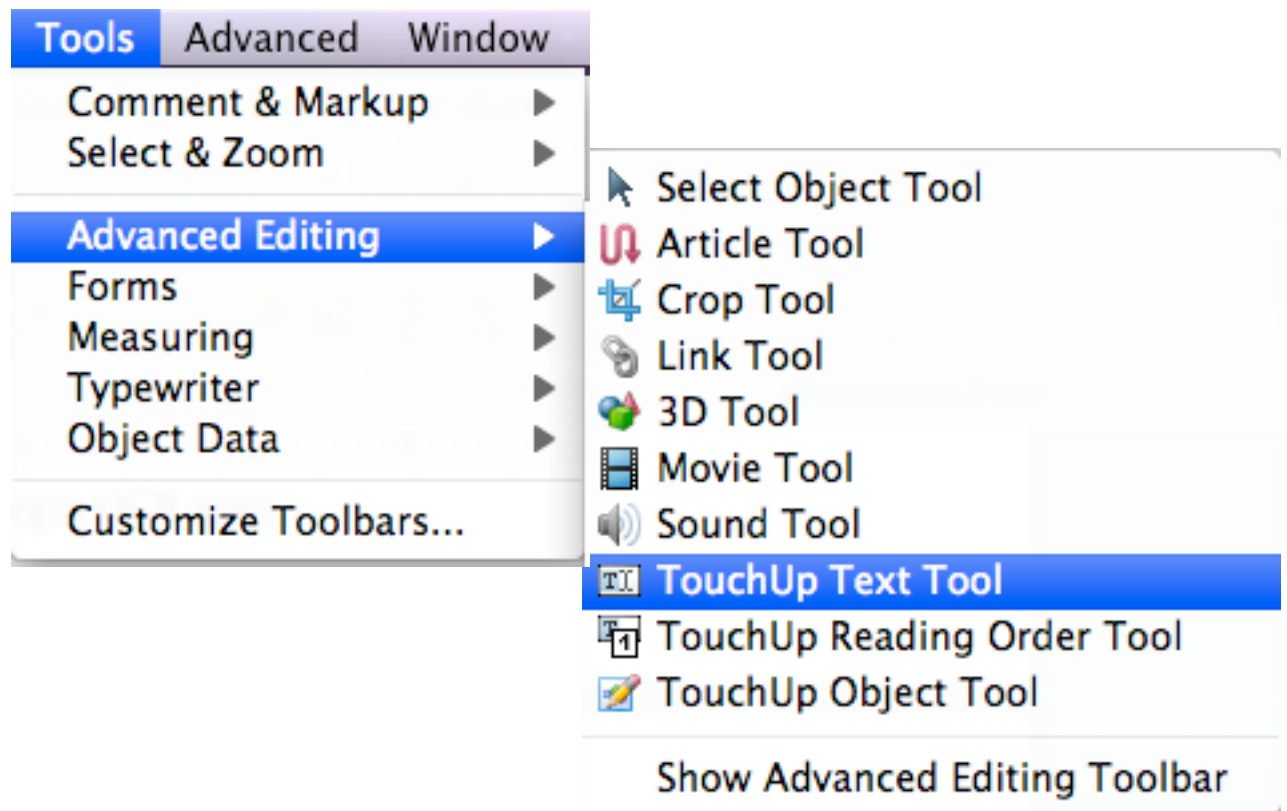 Tools Advanced Window
Comment & Markup
Select & Zoom
Advanced Editing
Forms
Measuring
Typewriter
Object Data
Customize Toolbars...
Select Object Tool
Article Tool
Crop Tool
Link Tool
3D Tool
Movie Tool
Sound Tool
TouchUp Text Tool
TouchUp Reading Order Tool
TouchUp Object Tool
Show Advanced Editing Toolbar